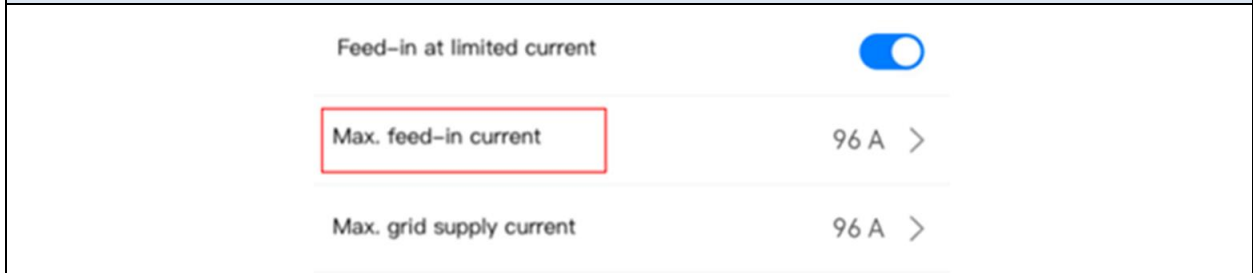 Feed-in at limited current
Max. feed-in current 96 A >
Max. grid supply current 96 A >